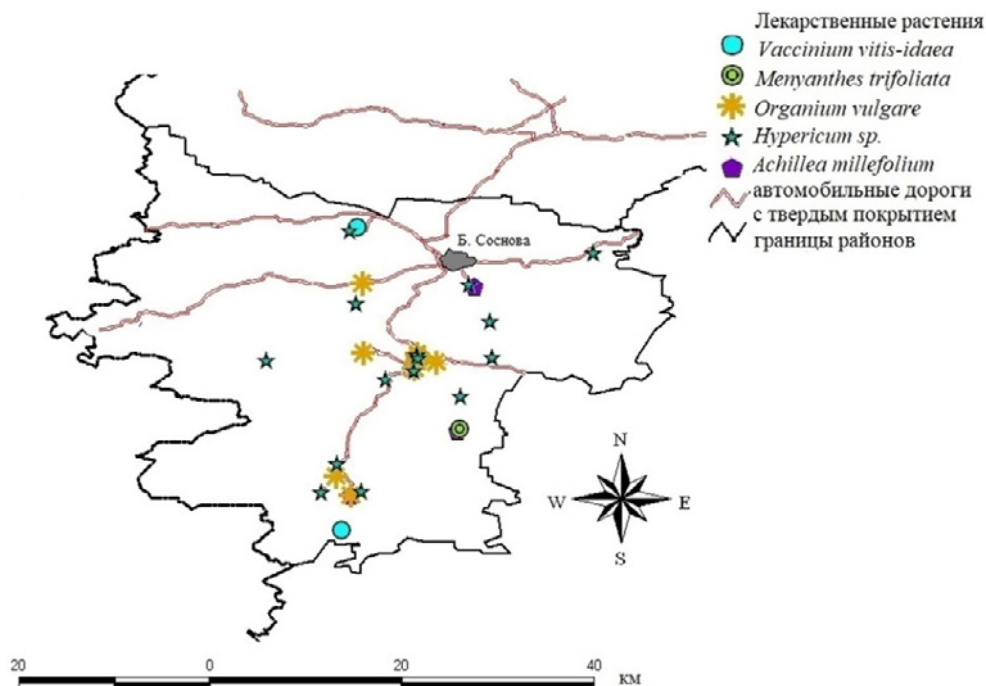 Лекарственные растения
Vaccinium vitis-idaea
Menyanthes trifoliata
Organium vulgare
Hypericum sp.
Achillea millefolium
автомобильные дороги
с твердым покрытием
границы районов
Б. Соснова
N
W E
S
20 0 20 40
км